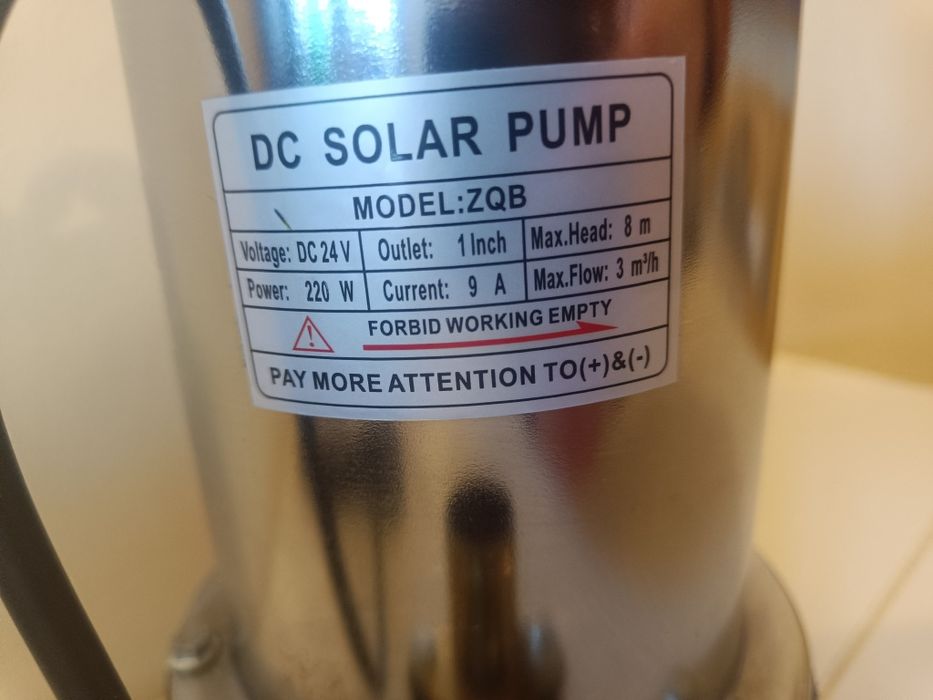 DC SOLAR PUMP
MODEL:ZQB
Voltage: DC 24 V Outlet: 1 Inch Max.Head: 8 m
Power: 220 W Current: 9 A Max.Flow: 3 m³/h
FORBID WORKING EMPTY
PAY MORE ATTENTION TO(+)&(-)